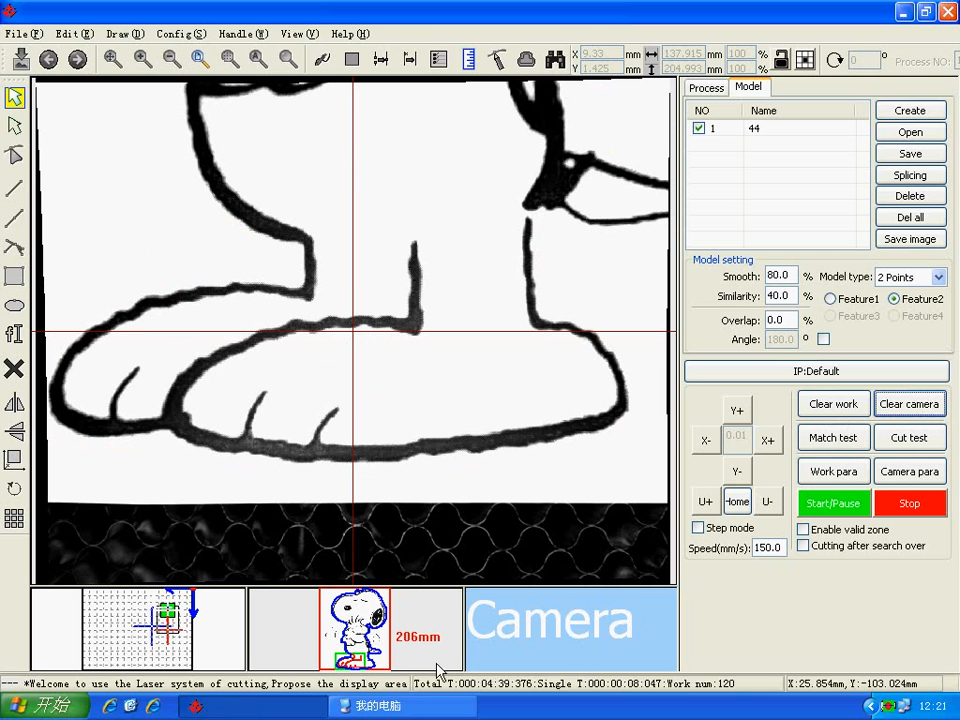 File(F) Edit(E) Draw(D) Config(S) Handle(W) View(V) Help(H)
X 9.33 mm 137.915 100 %
Y 1.425 mm 204.993 mm 100 %
0 °
Process NO:
Process Model
NO Name
1 44
Create
Open
Save
Splicing
Delete
Del all
Save image
Model setting
Smooth: 80.0 % Model type: 2 Points
Similarity: 40.0 % Feature1 Feature2
Overlap: 0.0 % Feature3 Feature4
Angle: 180.0 °
IP:Default
Y+
X- 0.01 X+
Y-
U+ Home U-
Clear work Clear camera
Match test Cut test
Work para Camera para
Start/Pause Stop
Step mode
Speed(mm/s): 150.0
Enable valid zone
Cutting after search over
206mm
Camera
--- *Welcome to use the Laser system of cutting,Propose the display area Total T:000:04:39:376:Single T:000:00:08:047:Work num:120 X:25.854mm,Y:-103.024mm
开始 我的电脑 12:21